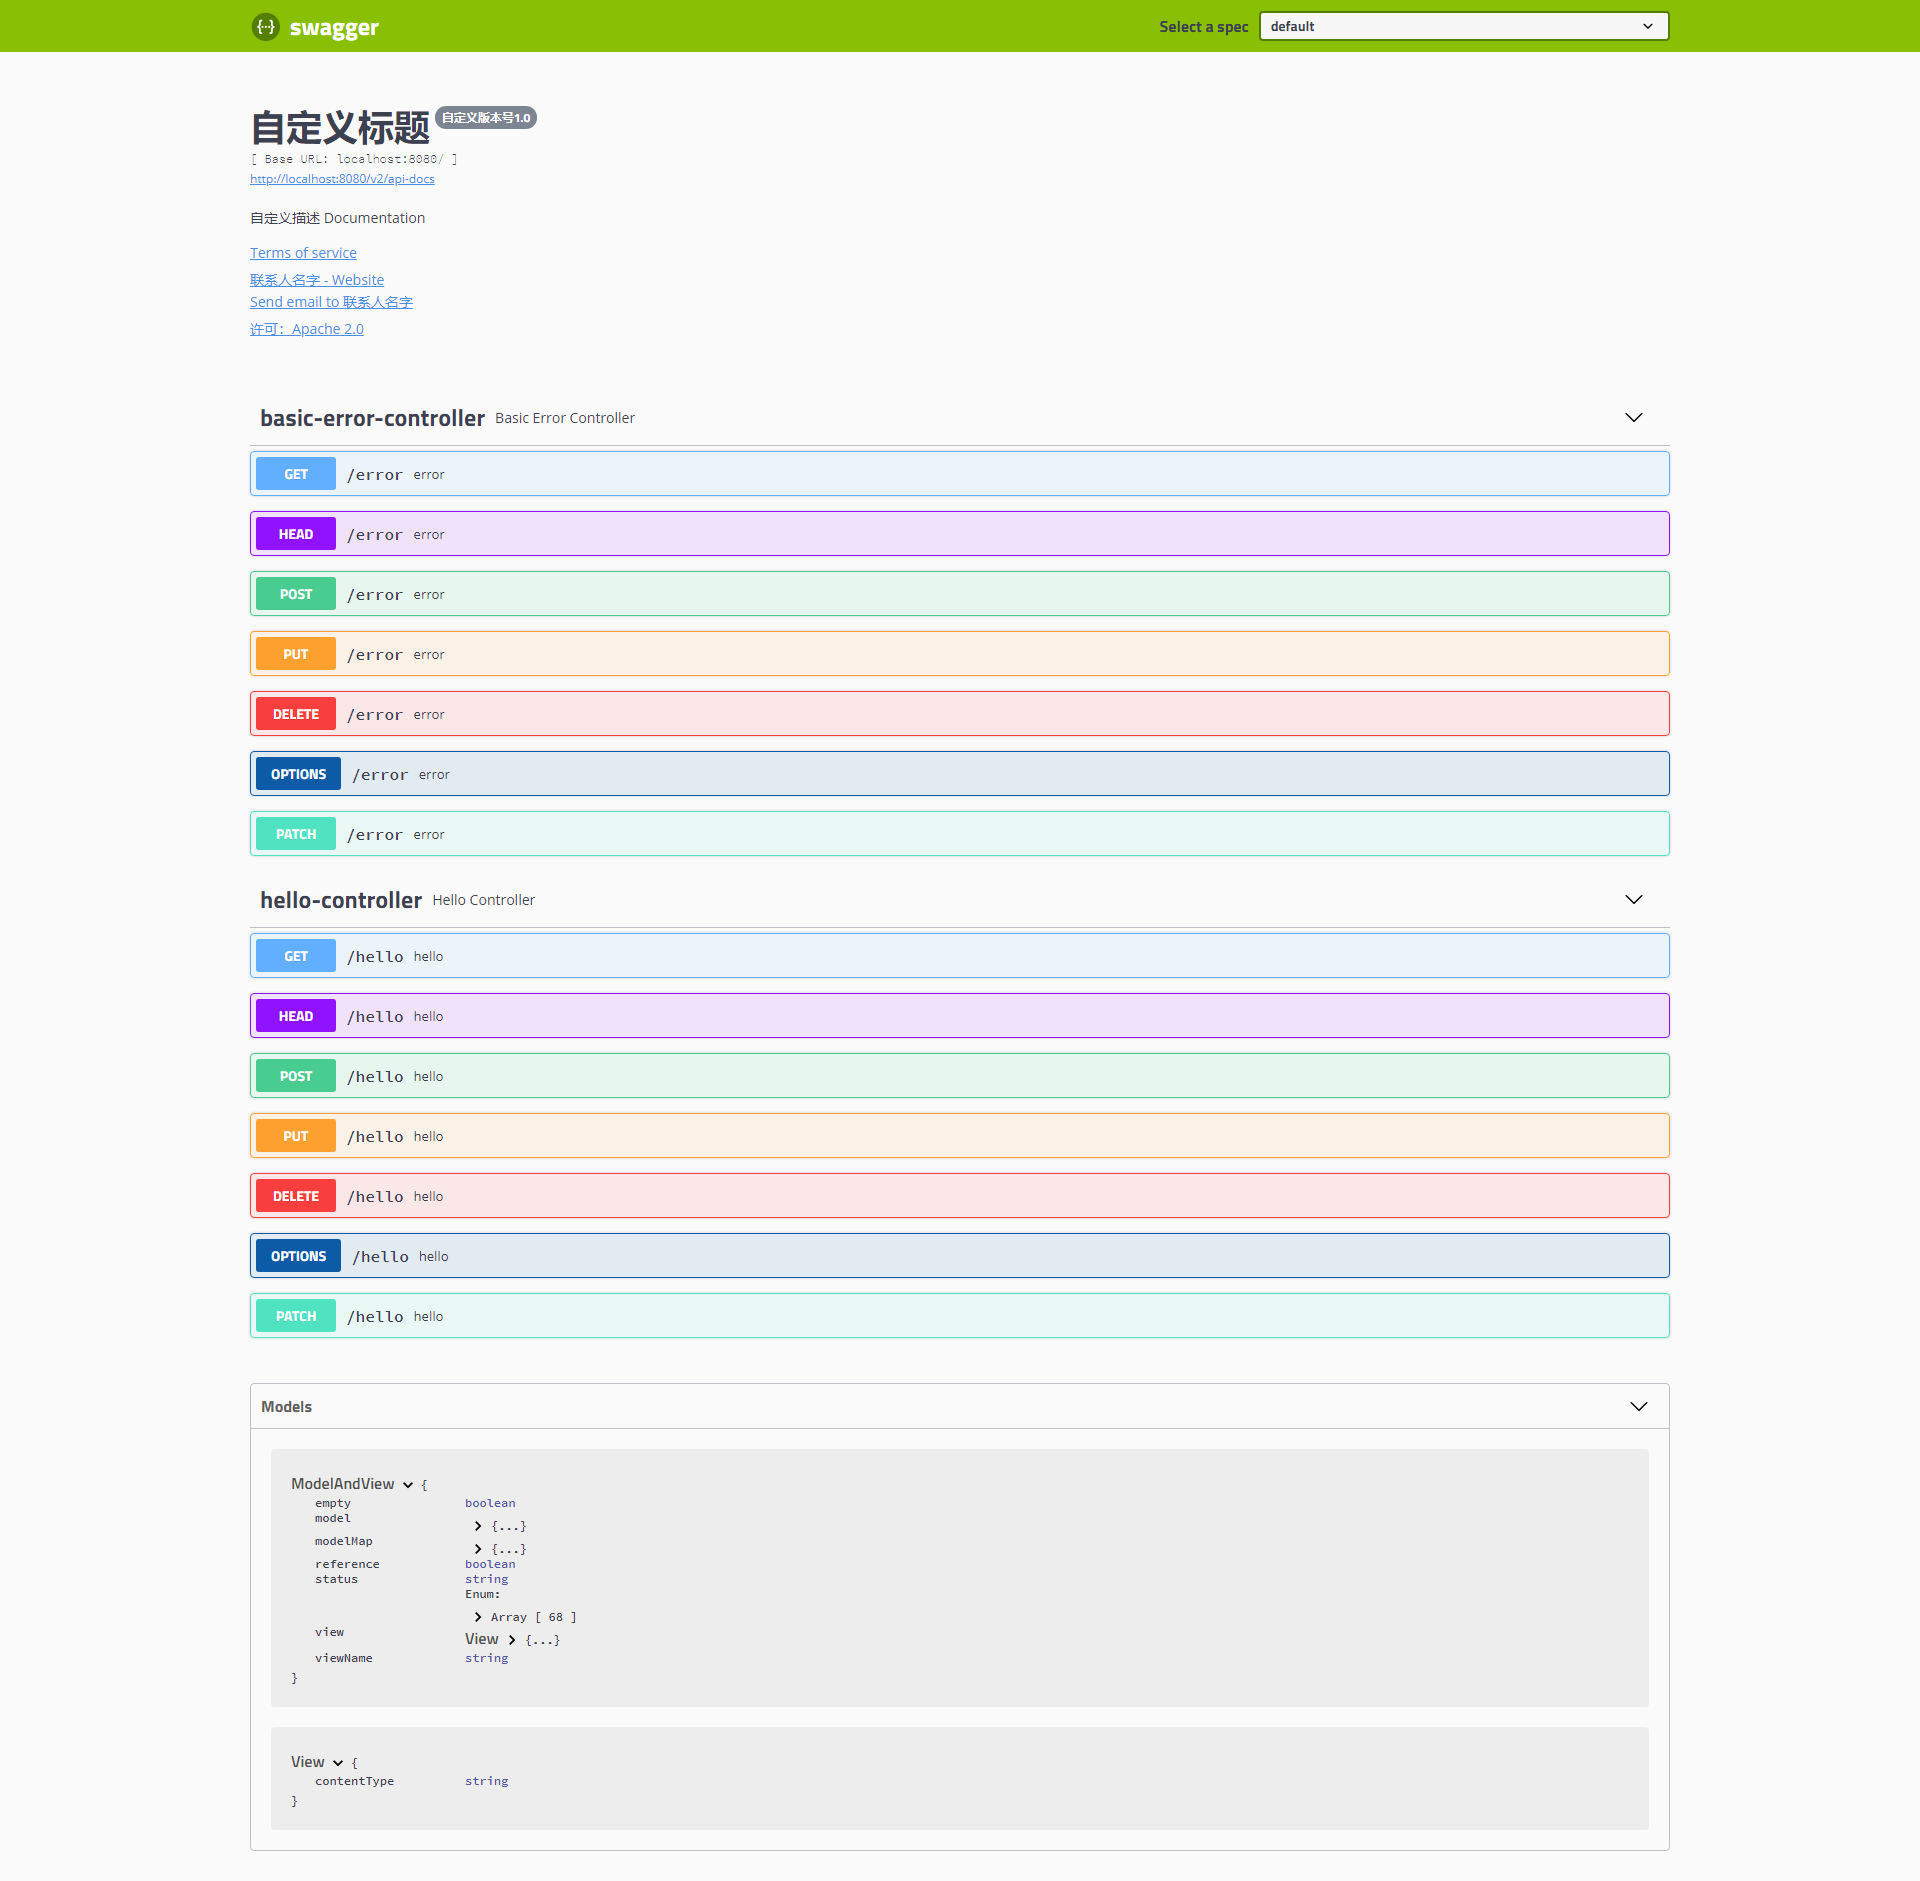 swagger
Select a spec default
自定义标题 自定义版本号1.0
[ Base URL: localhost:8080/ ]
http://localhost:8080/v2/api-docs
自定义描述 Documentation
Terms of service
联系人名字 - Website
Send email to 联系人名字
许可：Apache 2.0
basic-error-controller Basic Error Controller
GET /error error
HEAD /error error
POST /error error
PUT /error error
DELETE /error error
OPTIONS /error error
PATCH /error error
hello-controller Hello Controller
GET /hello hello
HEAD /hello hello
POST /hello hello
PUT /hello hello
DELETE /hello hello
OPTIONS /hello hello
PATCH /hello hello
Models
ModelAndView {
empty boolean
model {...}
modelMap {...}
reference boolean
status string
Enum:
Array [ 68 ]
view View {...}
viewName string
}
View {
contentType string
}